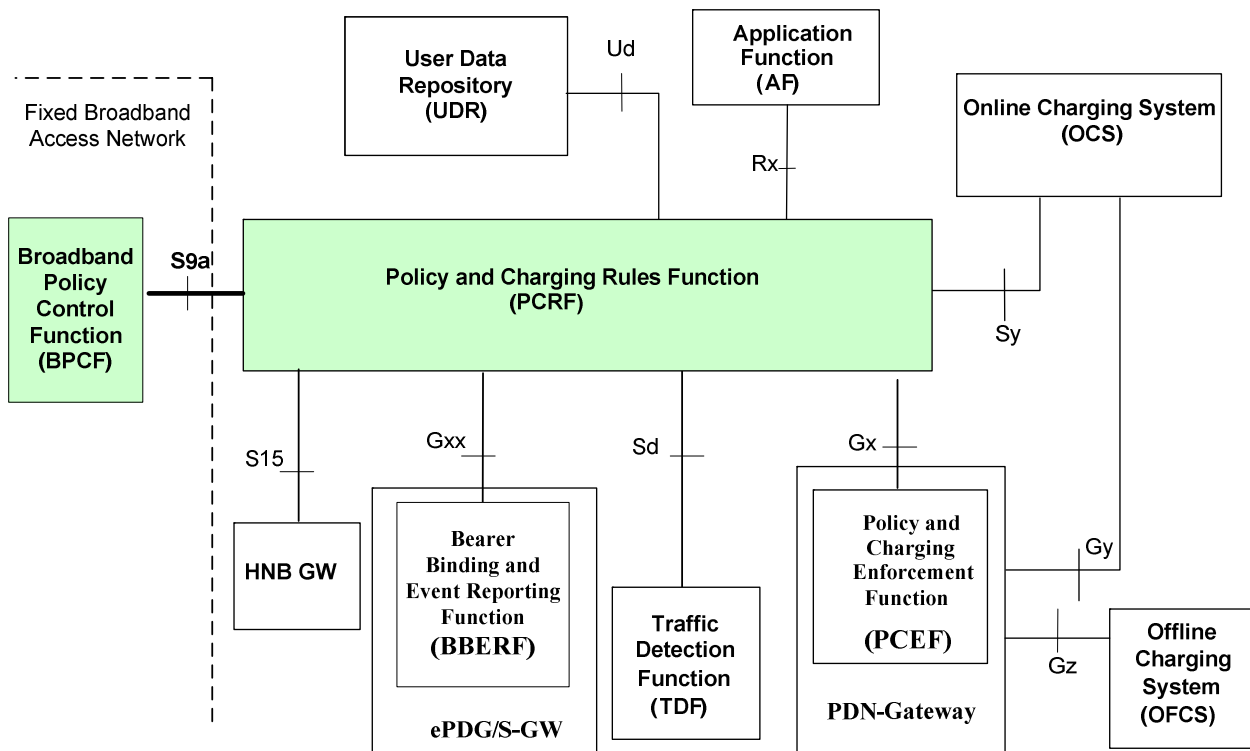 User Data
Repository
(UDR)
Ud
Application
Function
(AF)
Rx
Online Charging System
(OCS)
Fixed Broadband
Access Network
Broadband
Policy
Control
Function
(BPCF)
S9a
Policy and Charging Rules Function
(PCRF)
Sy
S15
Gxx
Sd
Gx
HNB GW
Bearer
Binding and
Event Reporting
Function
(BBERF)
ePDG/S-GW
Traffic
Detection
Function
(TDF)
Policy and
Charging
Enforcement
Function
(PCEF)
PDN-Gateway
Gy
Gz
Offline
Charging
System
(OFCS)